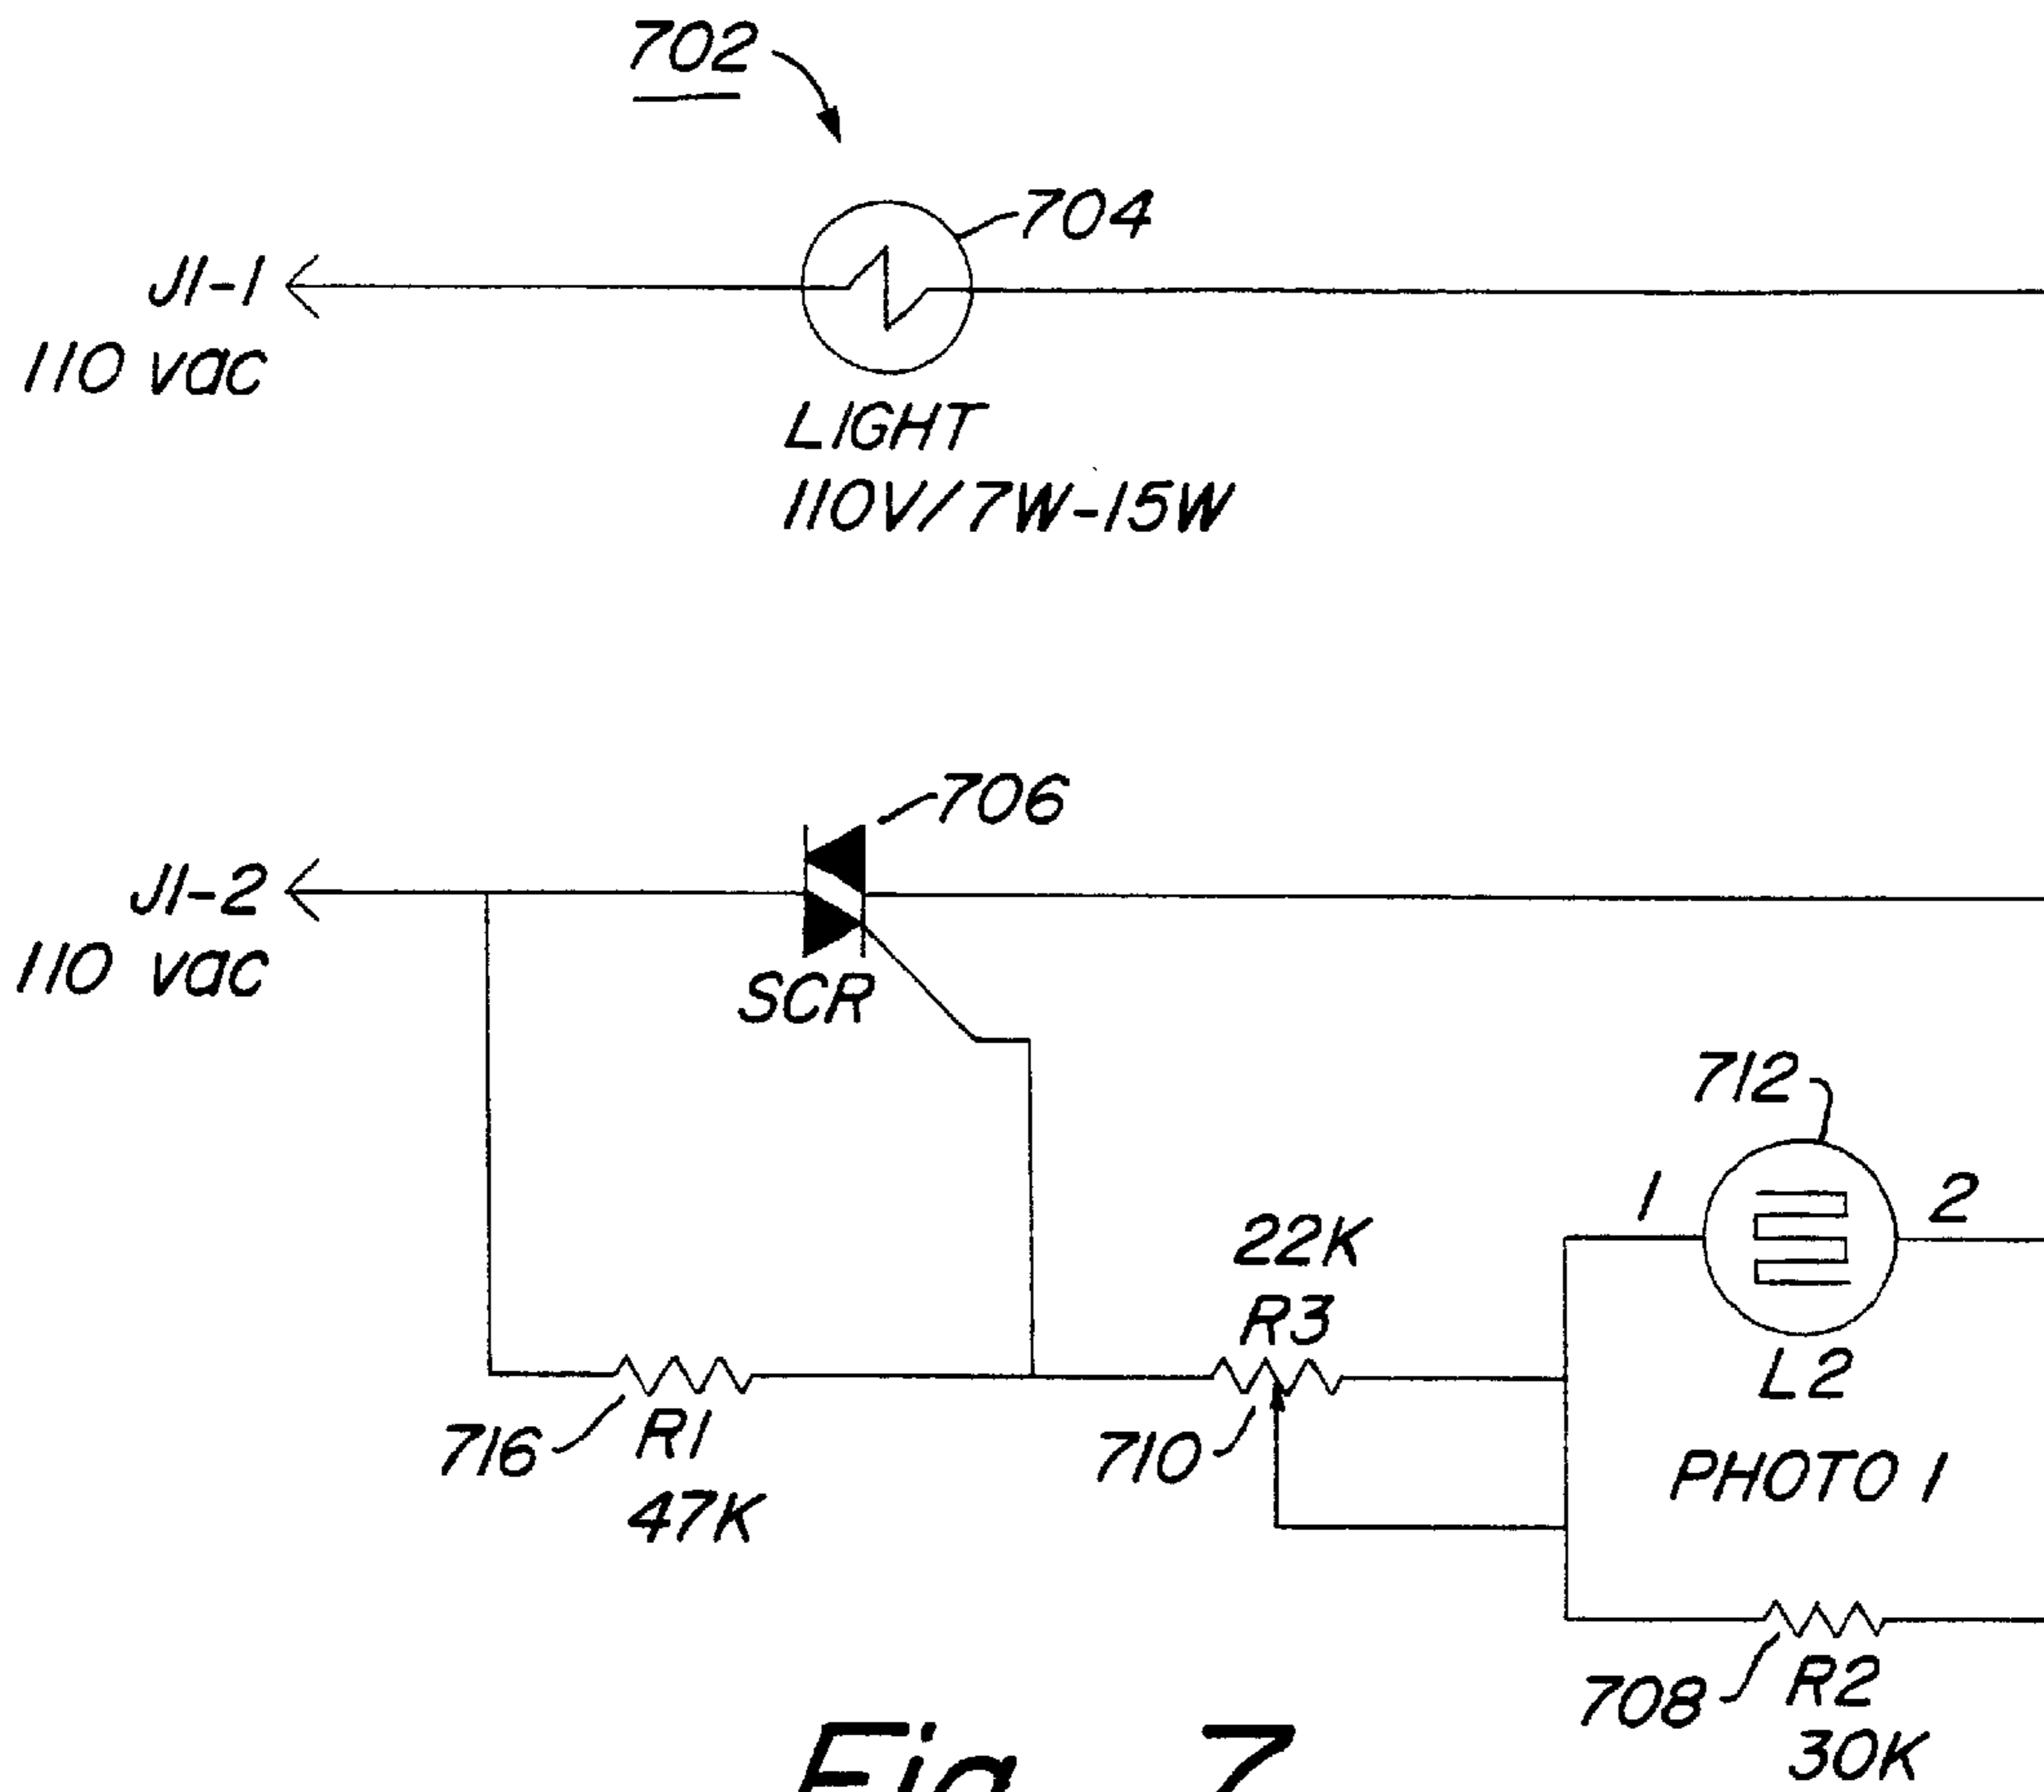 702
704
J1-1
110 vac
LIGHT
110V/7W-15W
706
J1-2
110 vac
SCR
712
1
2
22K
R3
L2
716
R1
47K
710
PHOTO 1
708
R2
30K
Fig. 7